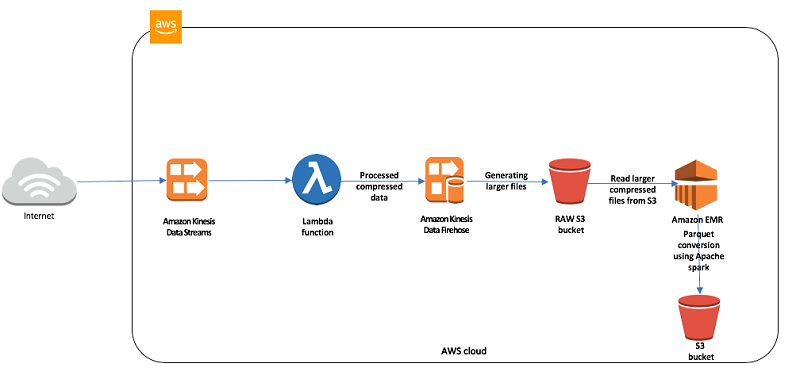 aws
Internet
Amazon Kinesis
Data Streams
Lambda
function
Processed
compressed
data
Amazon Kinesis
Data Firehose
Generating
larger files
RAW S3
bucket
Read larger
compressed
files from S3
Amazon EMR
Parquet
conversion
using Apache
spark
S3
bucket
AWS cloud